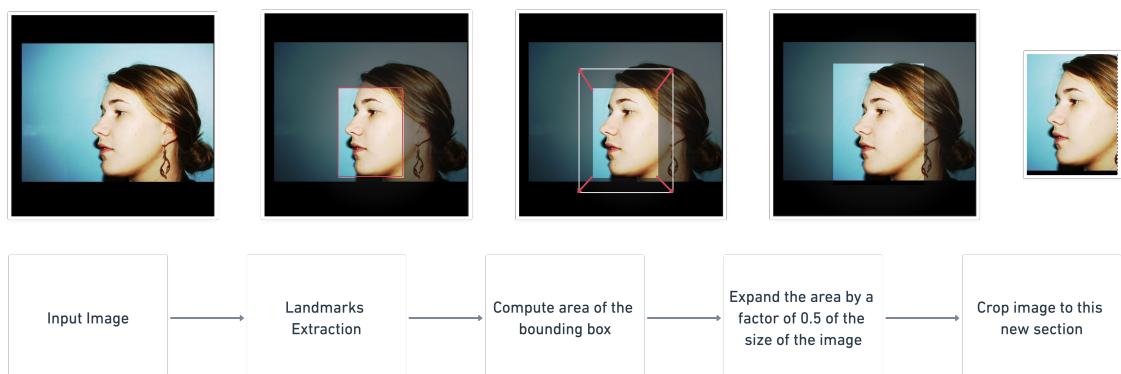 Input Image
Landmarks
Extraction
Compute area of the
bounding box
Expand the area by a
factor of 0.5 of the
size of the image
Crop image to this
new section